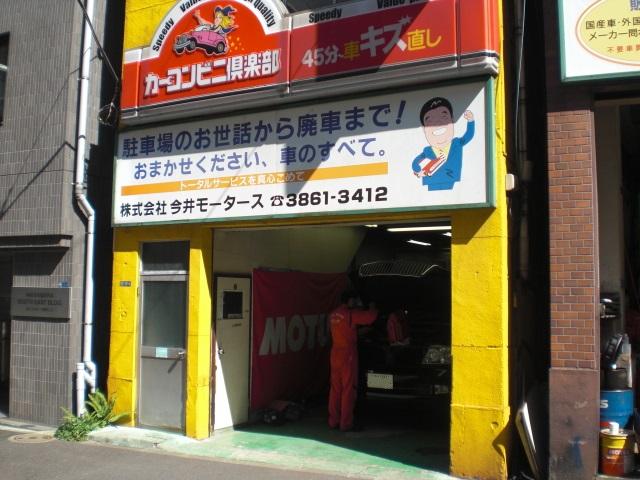 Speedy
Quality
カーコンビニ倶楽部
Speedy
45分 車 キズ直し
駐車場のお世話から廃車まで!
おまかせください、車のすべて。
トータルサービスを真心こめて
株式会社 今井モータース ☎3861-3412
国産車・外国
メーカー問わ
MOTU